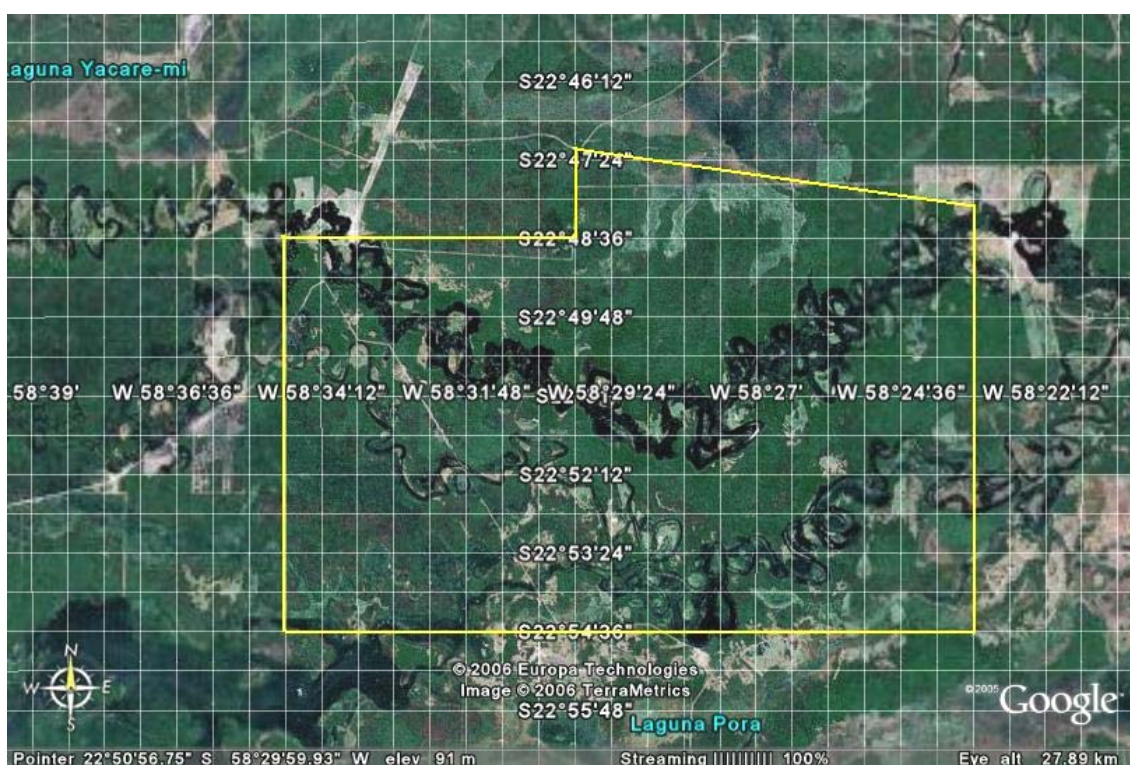 Laguna Yacare-mi
S22°46'12"
S22°47'24"
S22°48'36"
S22°49'48"
58°39' W 58°36'36" W 58°34'12" W 58°31'48" W 58°29'24" W 58°27' W 58°24'36" W 58°22'12"
S22°52'12"
S22°53'24"
S22°54'36"
N
W E
S
© 2006 Europa Technologies
Image © 2006 TerraMetrics
©2005 Google
S22°55'48"
Laguna Pora
Pointer 22°50'56.75" S 58°29'59.93" W elev 91 m Streaming |||||||||| 100% Eye alt 27.89 km